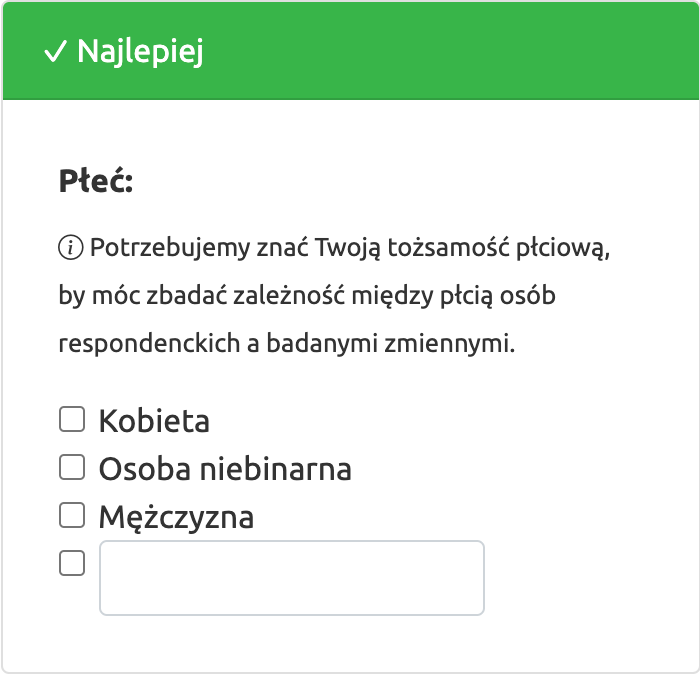 ✓ Najlepiej
Płeć:
ⓘ Potrzebujemy znać Twoją tożsamość płciową,
by móc zbadać zależność między płcią osób
respondenckich a badanymi zmiennymi.
Kobieta
Osoba niebinarna
Mężczyzna